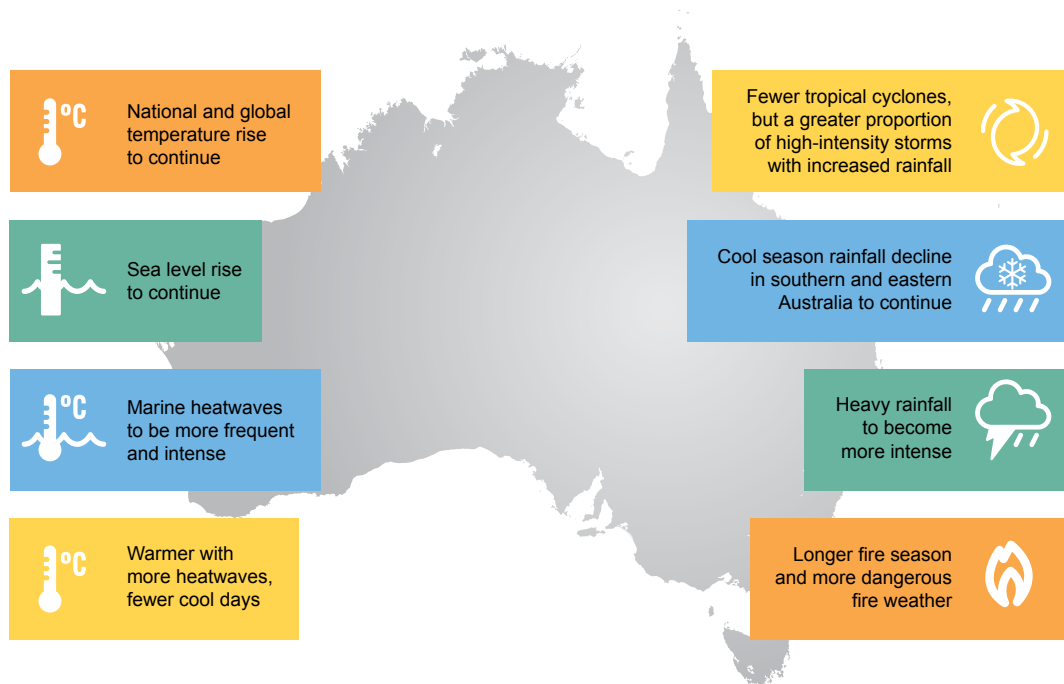 ºC
National and global
temperature rise
to continue
Sea level rise
to continue
ºC
Marine heatwaves
to be more frequent
and intense
ºC
Warmer with
more heatwaves,
fewer cool days
Fewer tropical cyclones,
but a greater proportion
of high-intensity storms
with increased rainfall
Cool season rainfall decline
in southern and eastern
Australia to continue
Heavy rainfall
to become
more intense
Longer fire season
and more dangerous
fire weather